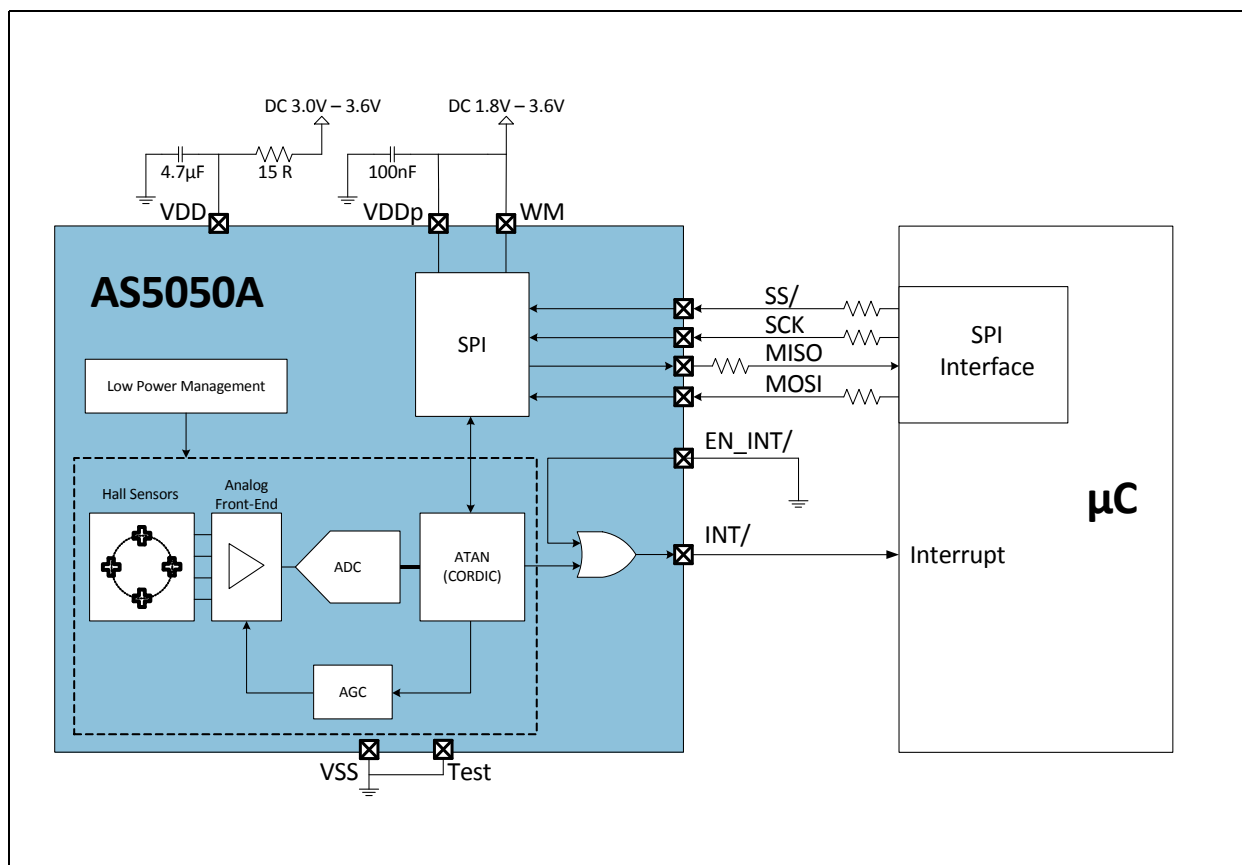 DC 3.0V – 3.6V
DC 1.8V – 3.6V
4.7µF
15 R
100nF
VDD
VDDp
WM
AS5050A
SS/
SCK
MISO
MOSI
SPI
SPI
Interface
Low Power Management
EN_INT/
µC
Hall Sensors
Analog
Front-End
ADC
ATAN
(CORDIC)
INT/
Interrupt
AGC
VSS
Test